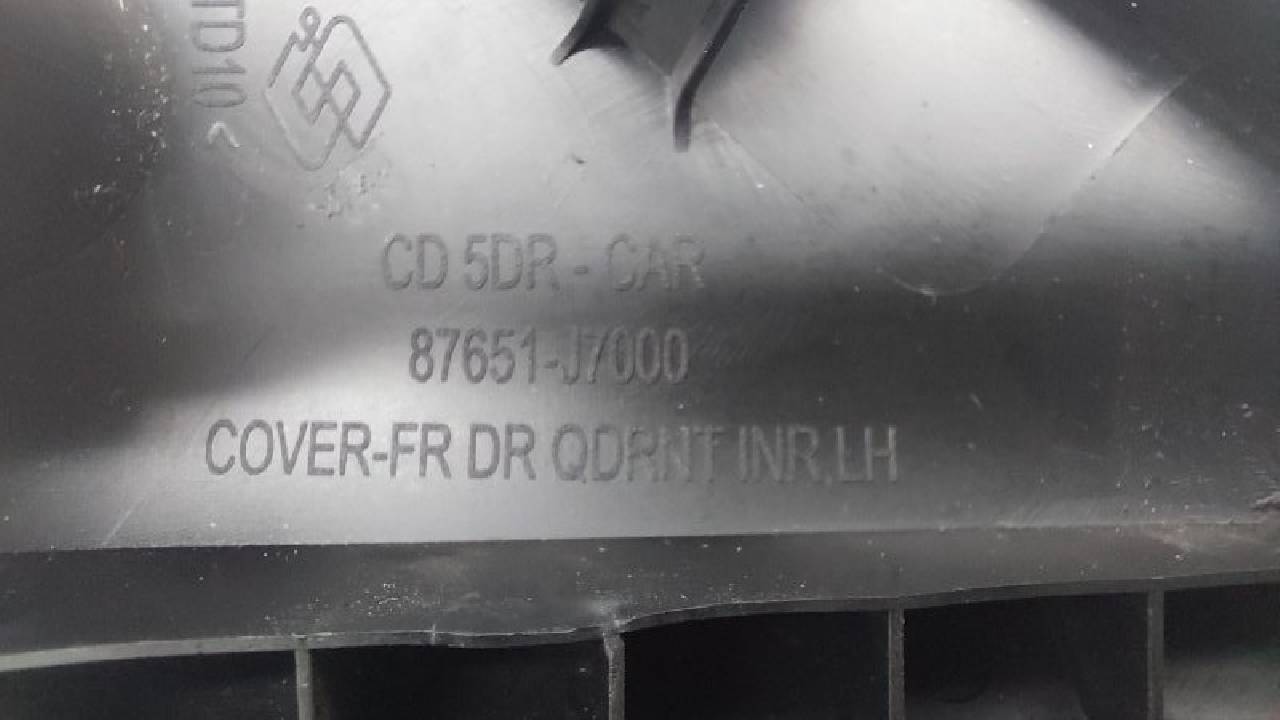 TD10<
CD 5DR - CAR
87651-J7000
COVER-FR DR QDRNT INR,LH